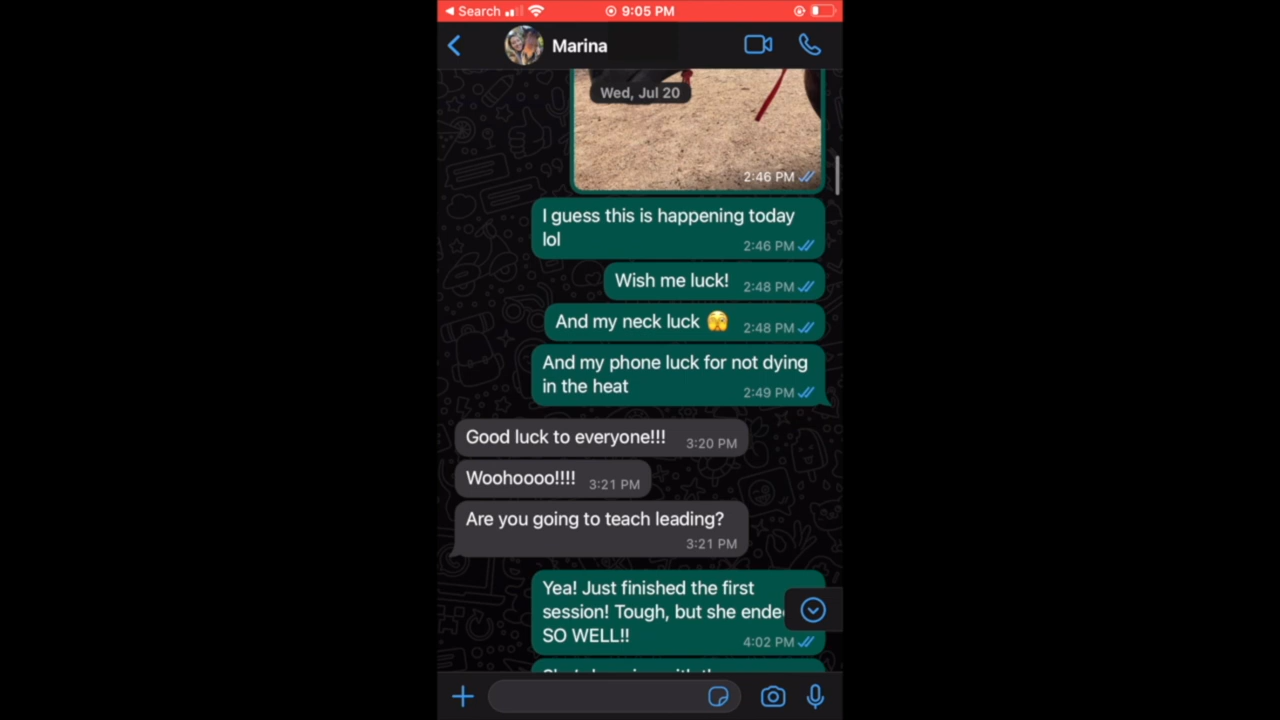 Search
9:05 PM
Marina
Wed, Jul 20
2:46 PM
I guess this is happening today
lol
2:46 PM
Wish me luck!
2:48 PM
And my neck luck 🫣
2:48 PM
And my phone luck for not dying
in the heat
2:49 PM
Good luck to everyone!!!
3:20 PM
Woohoooo!!!!
3:21 PM
Are you going to teach leading?
3:21 PM
Yea! Just finished the first
session! Tough, but she ende
SO WELL!!
4:02 PM